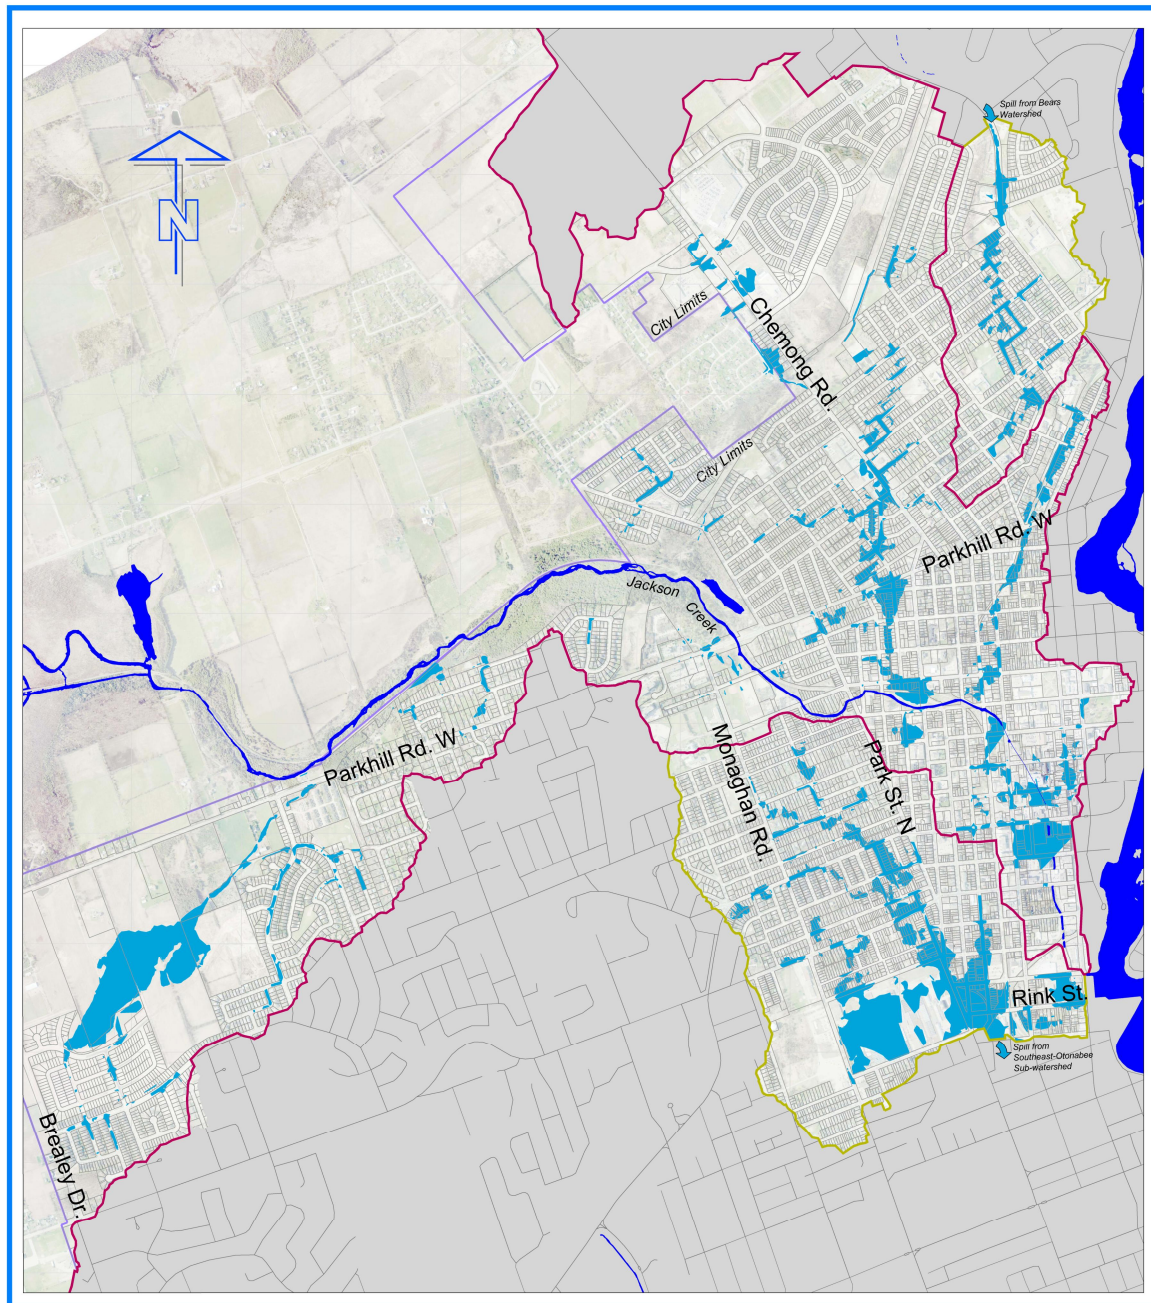 Spill from Bears
Watershed
N
City Limits
Chemong Rd.
City Limits
Parkhill Rd. W
Jackson
Creek
Parkhill Rd. W
Monaghan Rd.
Park St. N
Rink St.
Spill from
Southeast-Otonabee
Sub-watershed
Brealey Dr.